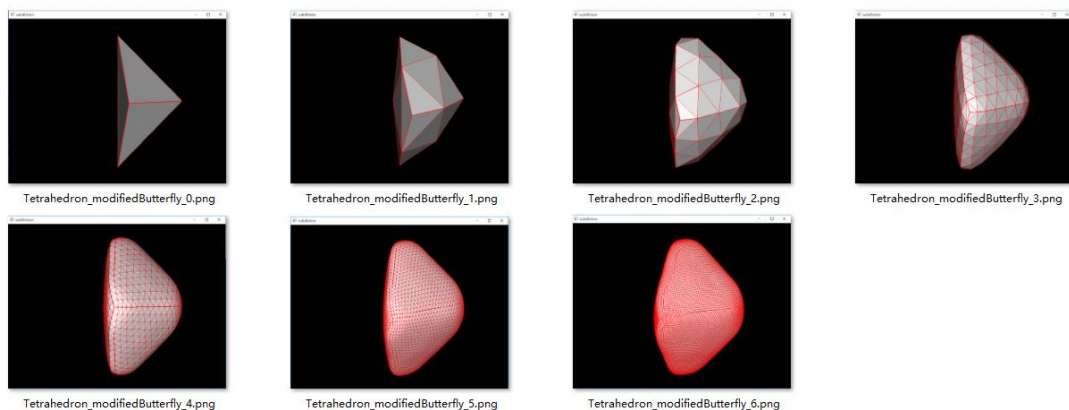 Tetrahedron_modifiedButterfly_0.png
Tetrahedron_modifiedButterfly_1.png
Tetrahedron_modifiedButterfly_2.png
Tetrahedron_modifiedButterfly_3.png
Tetrahedron_modifiedButterfly_4.png
Tetrahedron_modifiedButterfly_5.png
Tetrahedron_modifiedButterfly_6.png